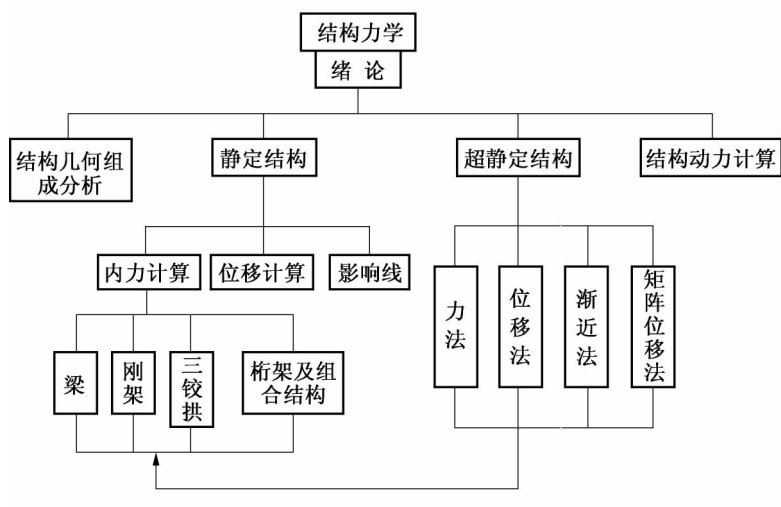 结构力学
绪 论
结构几何组
成分析
静定结构
超静定结构
结构动力计算
内力计算
位移计算
影响线
梁
刚
架
三
铰
拱
桁架及组
合结构
力
法
位
移
法
渐
近
法
矩
阵
位
移
法